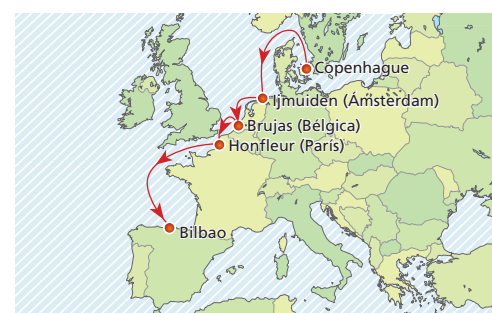 Copenhague
Ijmuiden (Ámsterdam)
Brujas (Bélgica)
Honfleur (París)
Bilbao